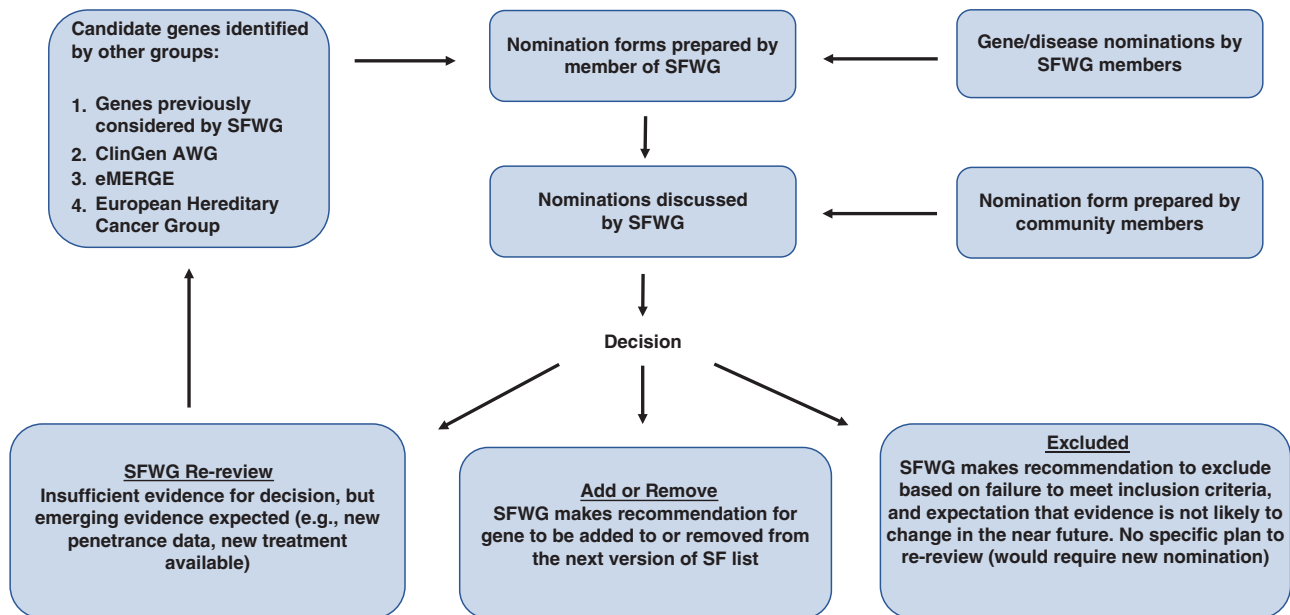 Candidate genes identified
by other groups:
1. Genes previously
considered by SFWG
2. ClinGen AWG
3. eMERGE
4. European Hereditary
Cancer Group
Nomination forms prepared by
member of SFWG
Gene/disease nominations by
SFWG members
Nominations discussed
by SFWG
Nomination form prepared by
community members
Decision
SFWG Re-review
Insufficient evidence for decision, but
emerging evidence expected (e.g., new
penetrance data, new treatment
available)
Add or Remove
SFWG makes recommendation for
gene to be added to or removed from
the next version of SF list
Excluded
SFWG makes recommendation to exclude
based on failure to meet inclusion criteria,
and expectation that evidence is not likely to
change in the near future. No specific plan to
re-review (would require new nomination)